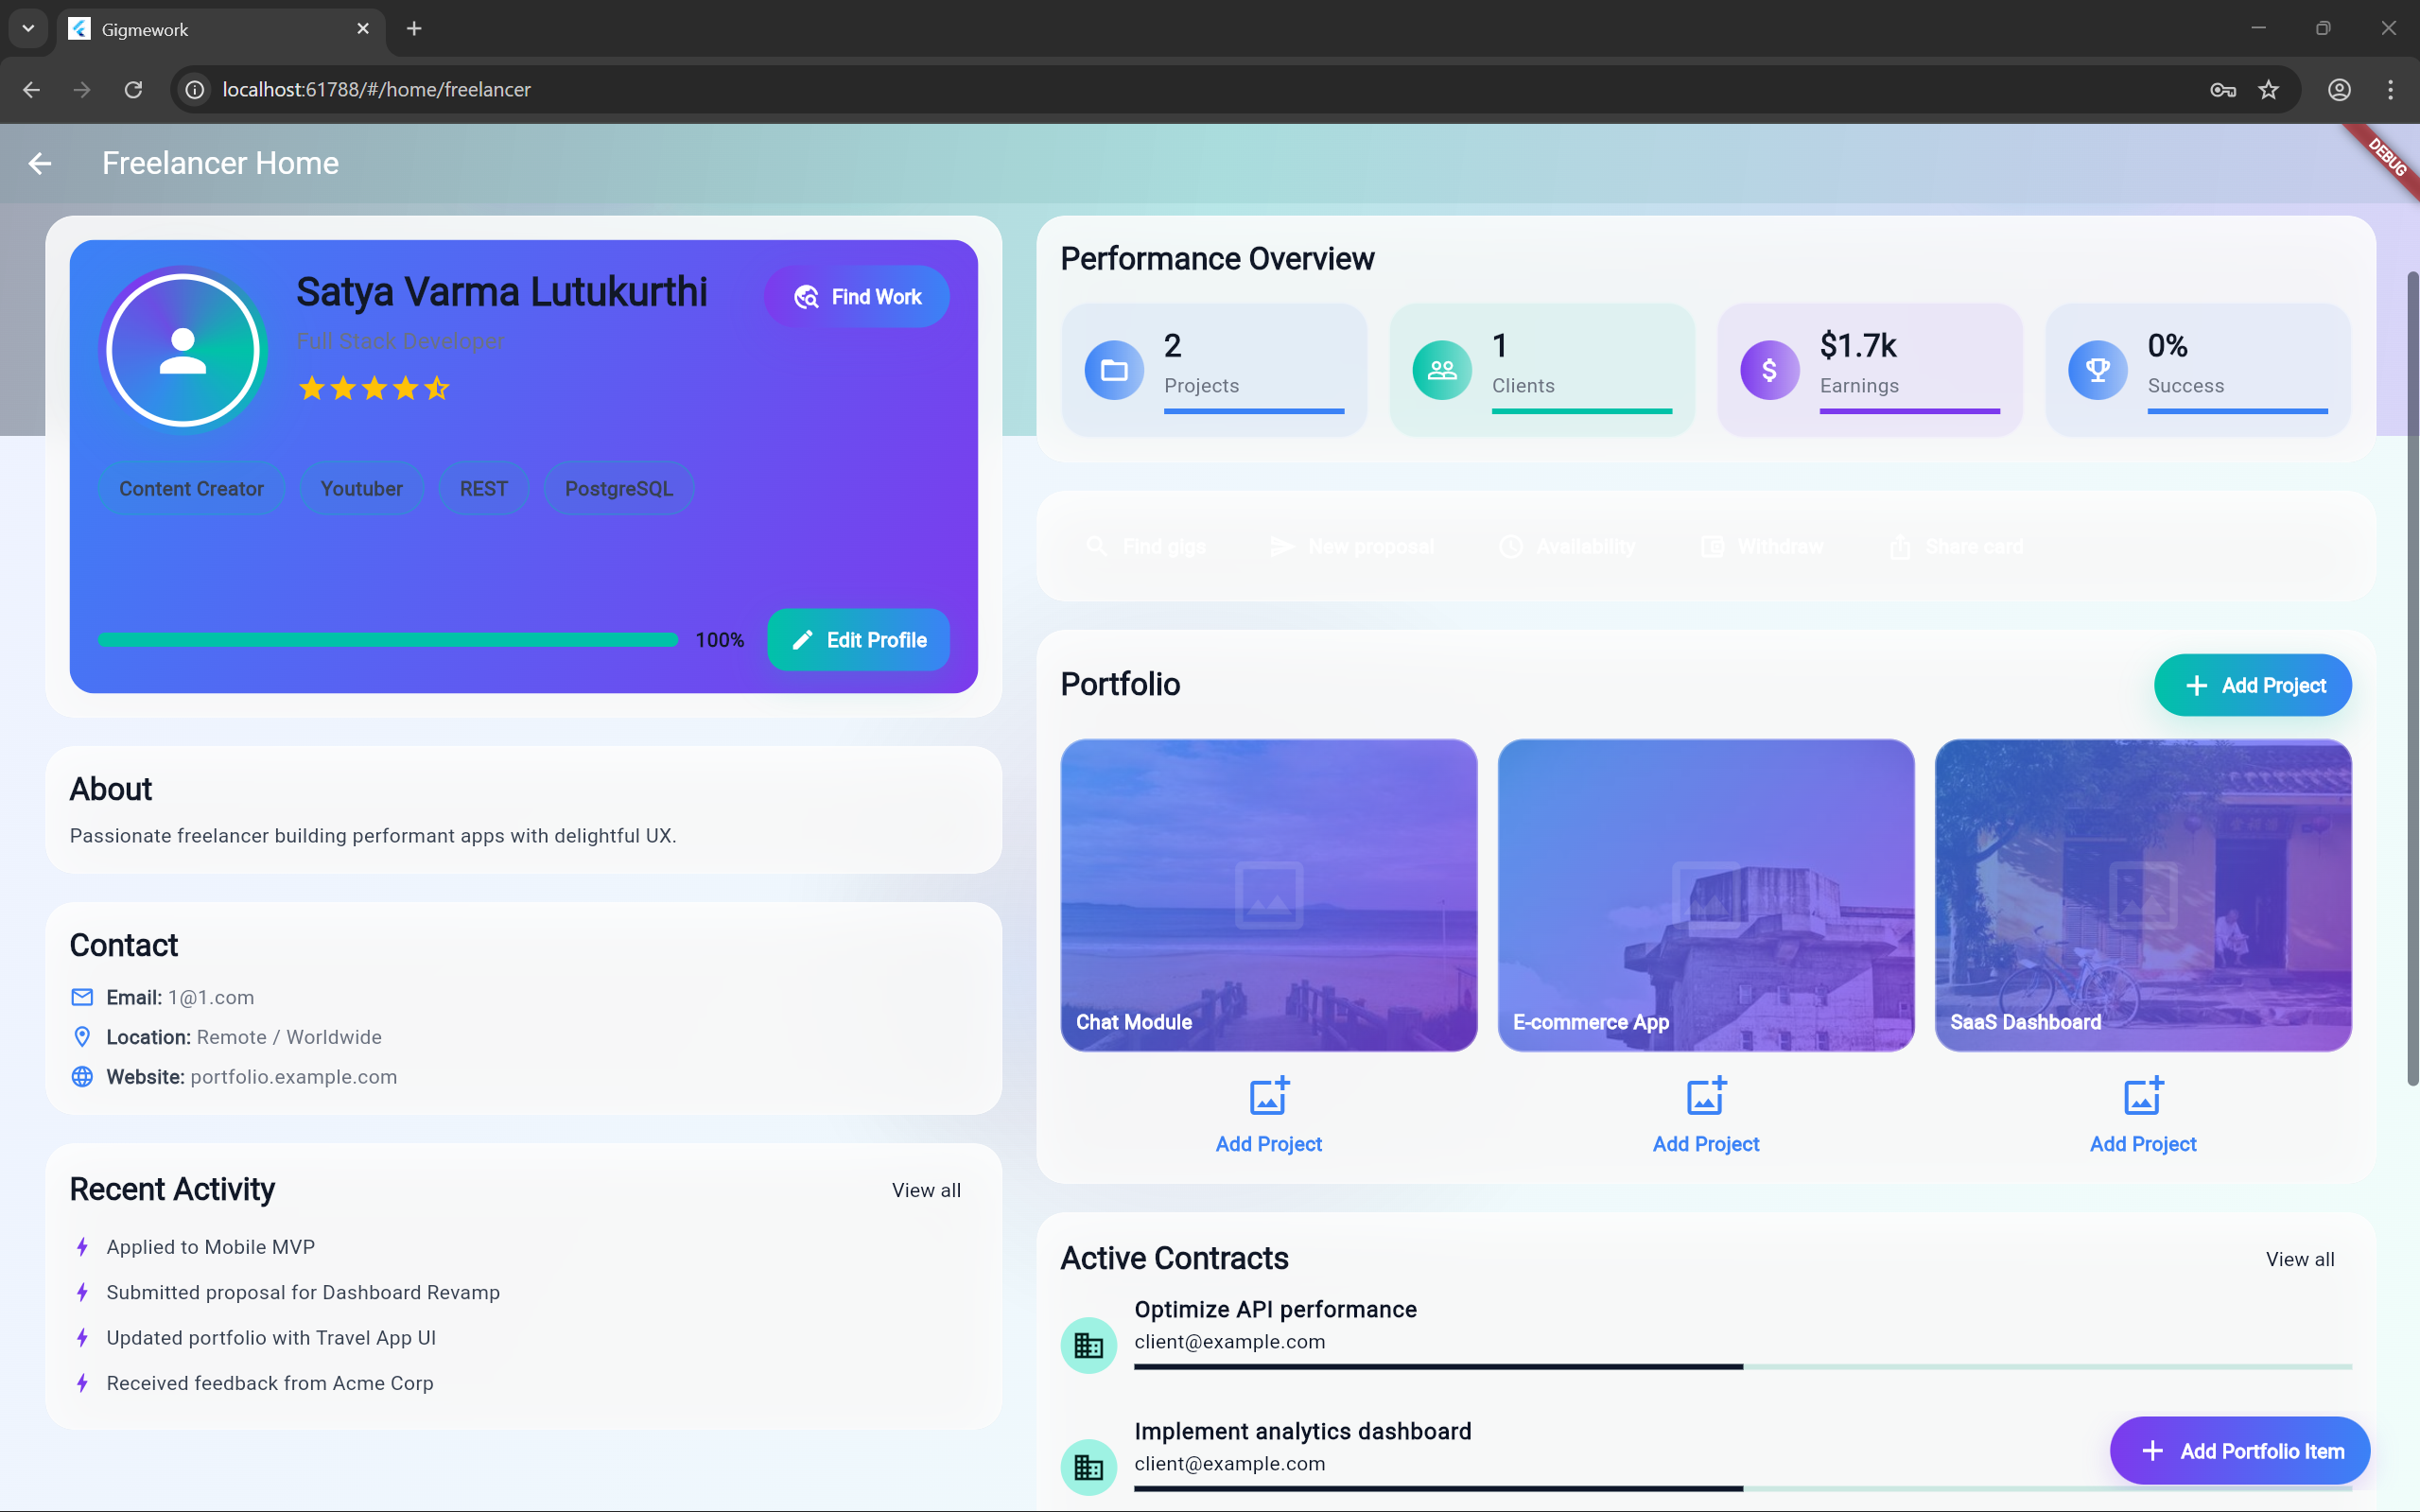 Gigmework
localhost:61788/#/home/freelancer
Freelancer Home
DEBUG
Satya Varma Lutukurthi
Find Work
Full Stack Developer
Content Creator
Youtuber
REST
PostgreSQL
100%
Edit Profile
About
Passionate freelancer building performant apps with delightful UX.
Contact
Email: 1@1.com
Location: Remote / Worldwide
Website: portfolio.example.com
Recent Activity
View all
Applied to Mobile MVP
Submitted proposal for Dashboard Revamp
Updated portfolio with Travel App UI
Received feedback from Acme Corp
Performance Overview
2
Projects
1
Clients
$1.7k
Earnings
0%
Success
Find gigs
New proposal
Availability
Withdraw
Share card
Portfolio
Add Project
Chat Module
E-commerce App
SaaS Dashboard
Add Project
Add Project
Add Project
Active Contracts
View all
Optimize API performance
client@example.com
Implement analytics dashboard
client@example.com
Add Portfolio Item